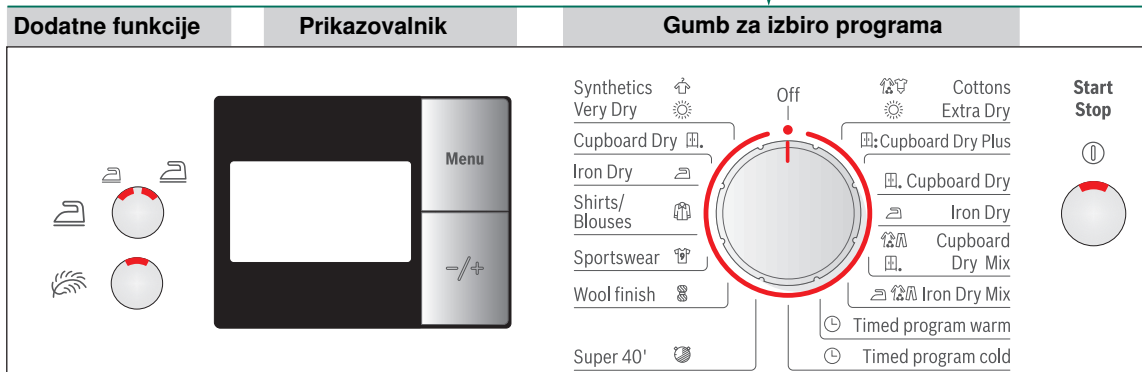 Dodatne funkcije
Prikazovalnik
Gumb za izbiro programa
Menu
-/+
Synthetics
Very Dry
Cupboard Dry
Iron Dry
Shirts/
Blouses
Sportswear
Wool finish
Super 40'
Off
Cottons
Extra Dry
Cupboard Dry Plus
Cupboard Dry
Iron Dry
Cupboard
Dry Mix
Iron Dry Mix
Timed program warm
Timed program cold
Start
Stop